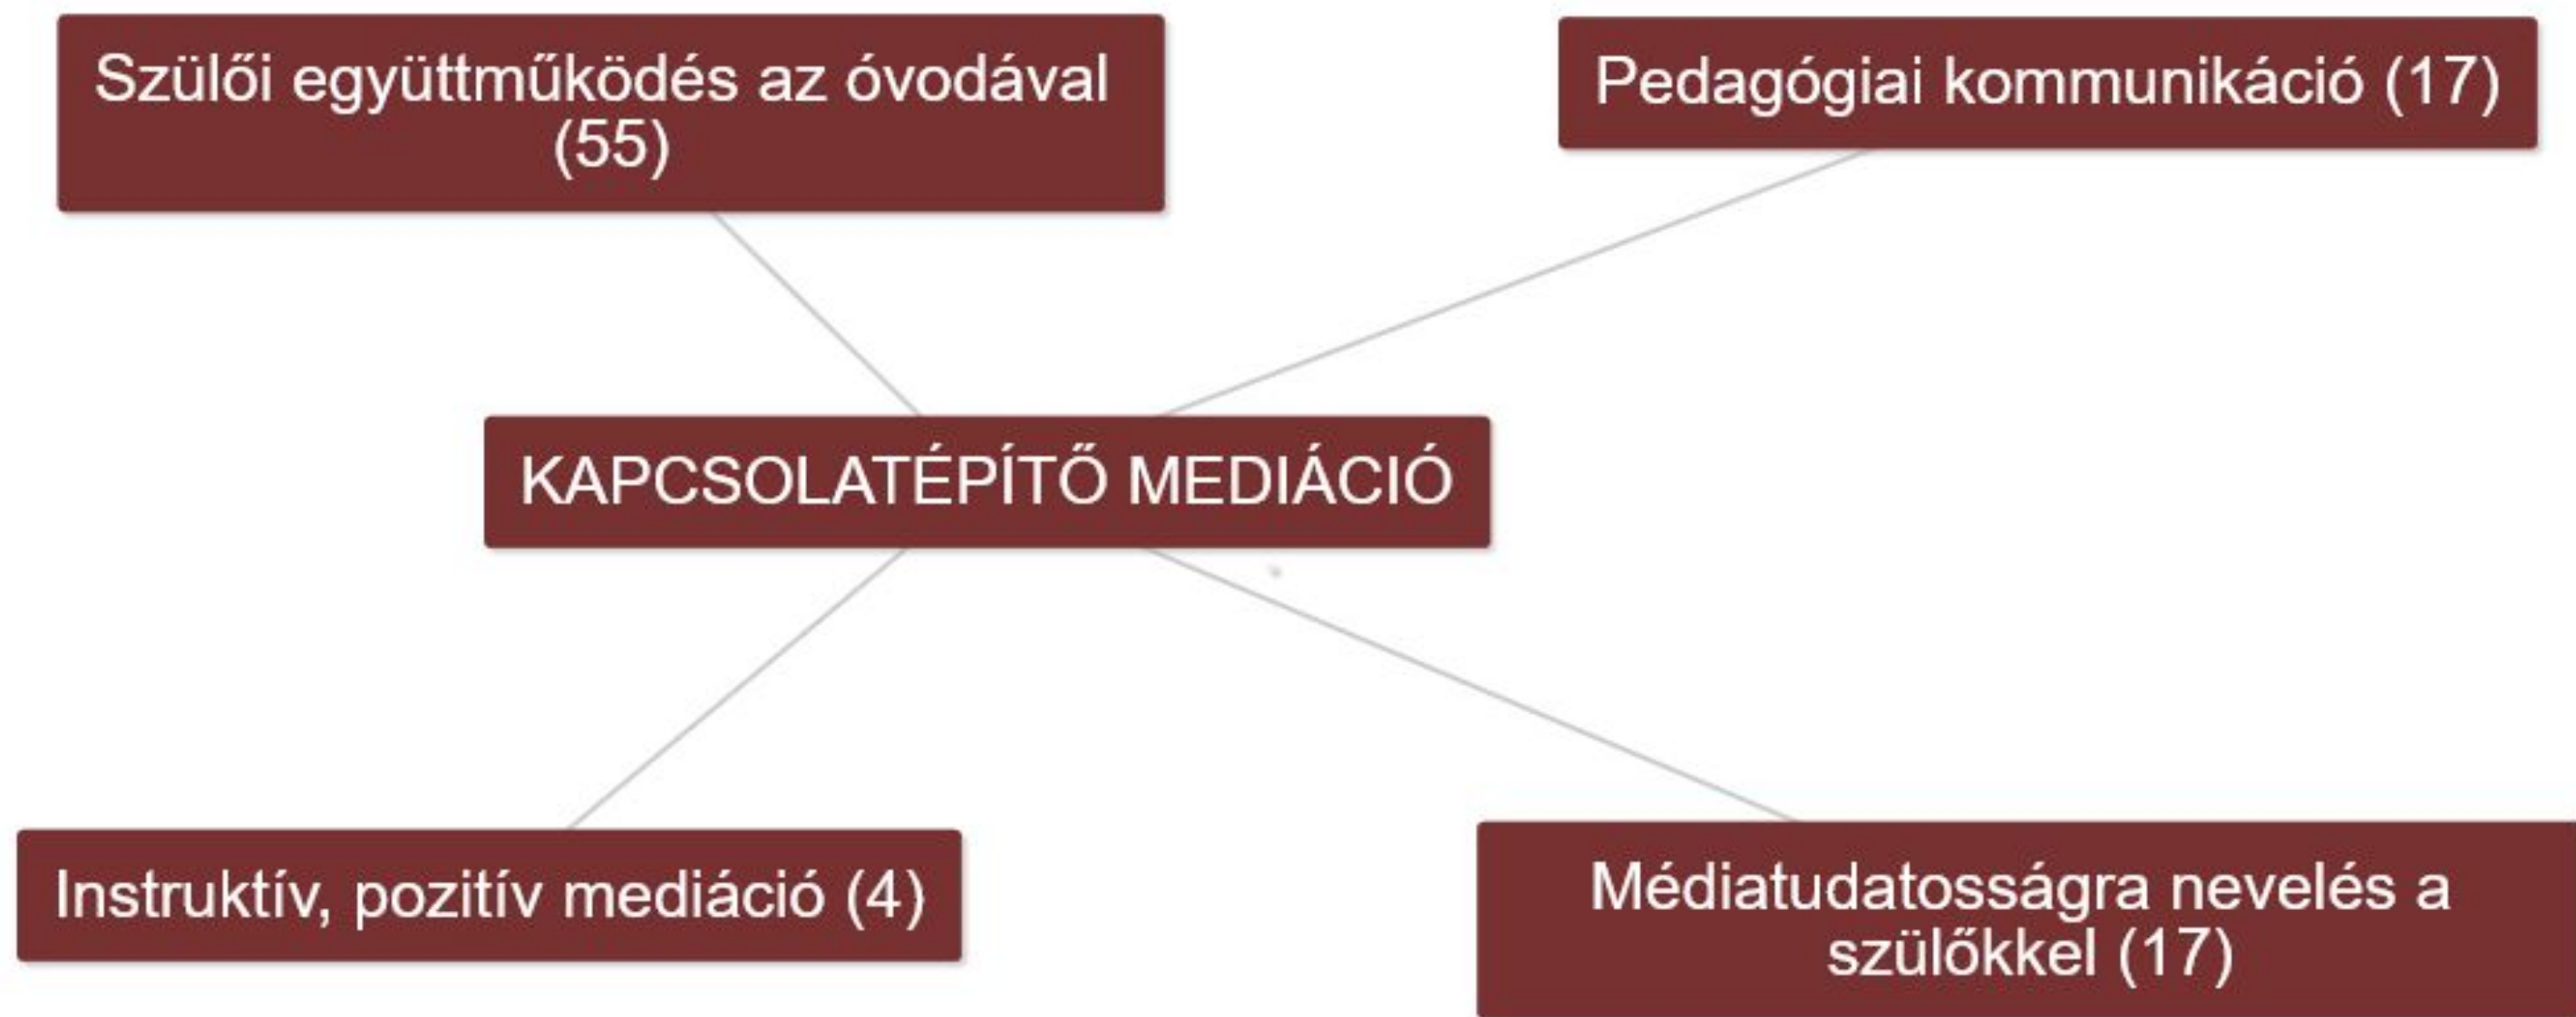 Szülői együttműködés az óvodával
(55)
Pedagógiai kommunikáció (17)
KAPCSOLATÉPÍTŐ MEDIÁCIÓ
Instruktív, pozitív mediáció (4)
Médiatudatosságra nevelés a
szülőkkel (17)